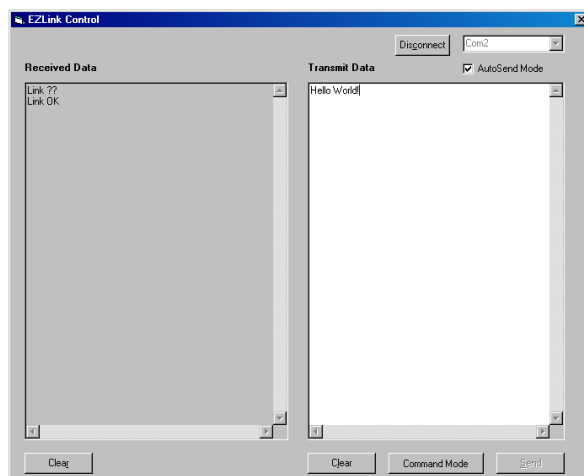 EZLink Control
Disconnect
Com2
Received Data
Transmit Data
AutoSend Mode
Link ??
Link OK
Hello World!
Clear
Clear
Command Mode
Send